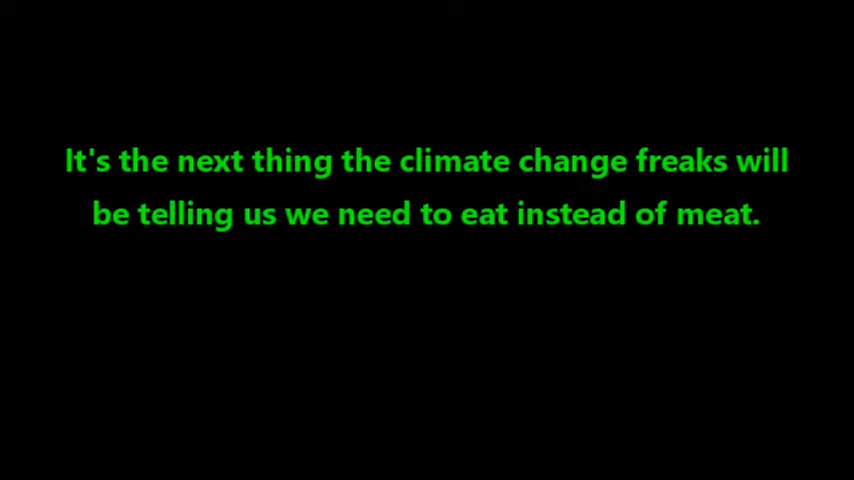 It's the next thing the climate change freaks will
be telling us we need to eat instead of meat.